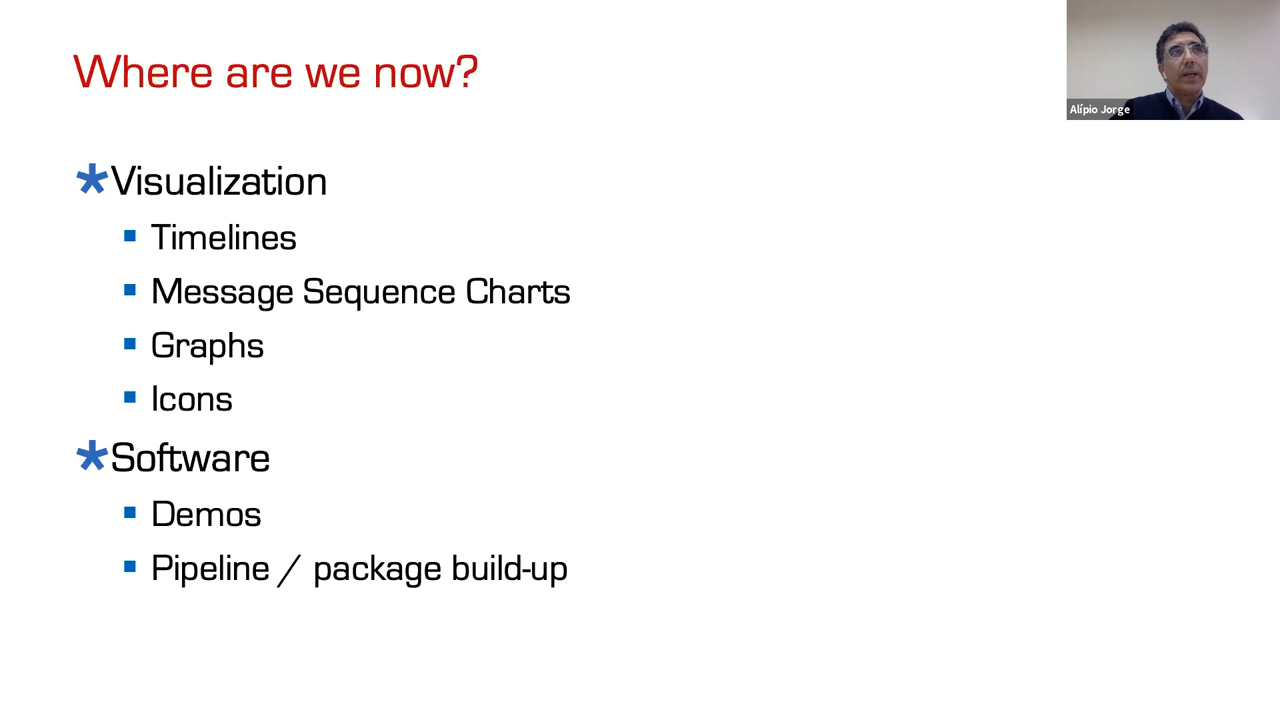 Where are we now?
Alípio Jorge
Visualization
Timelines
Message Sequence Charts
Graphs
Icons
Software
Demos
Pipeline / package build-up